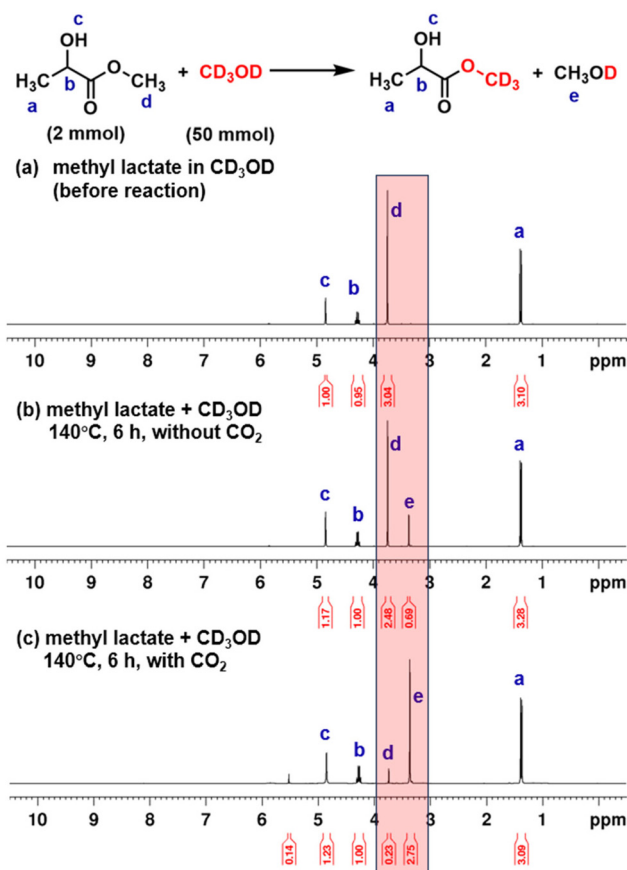 c
OH
H₃C
b
O
CH₃
+ CD₃OD
a
O
d
(2 mmol) (50 mmol)
c
OH
H₃C
b
O
CD₃
+ CH₃OD
a
O
e
(a) methyl lactate in CD₃OD
(before reaction)
d
a
c
b
10 9 8 7 6 5 4 3 2 1 ppm
1.00 0.95 3.04 3.10
(b) methyl lactate + CD₃OD
140°C, 6 h, without CO₂
d
a
c
b
e
10 9 8 7 6 5 4 3 2 1 ppm
1.17 1.00 2.48 0.69 3.28
(c) methyl lactate + CD₃OD
140°C, 6 h, with CO₂
e
a
c
b
d
10 9 8 7 6 5 4 3 2 1 ppm
0.14 1.23 1.00 0.23 2.75 3.09